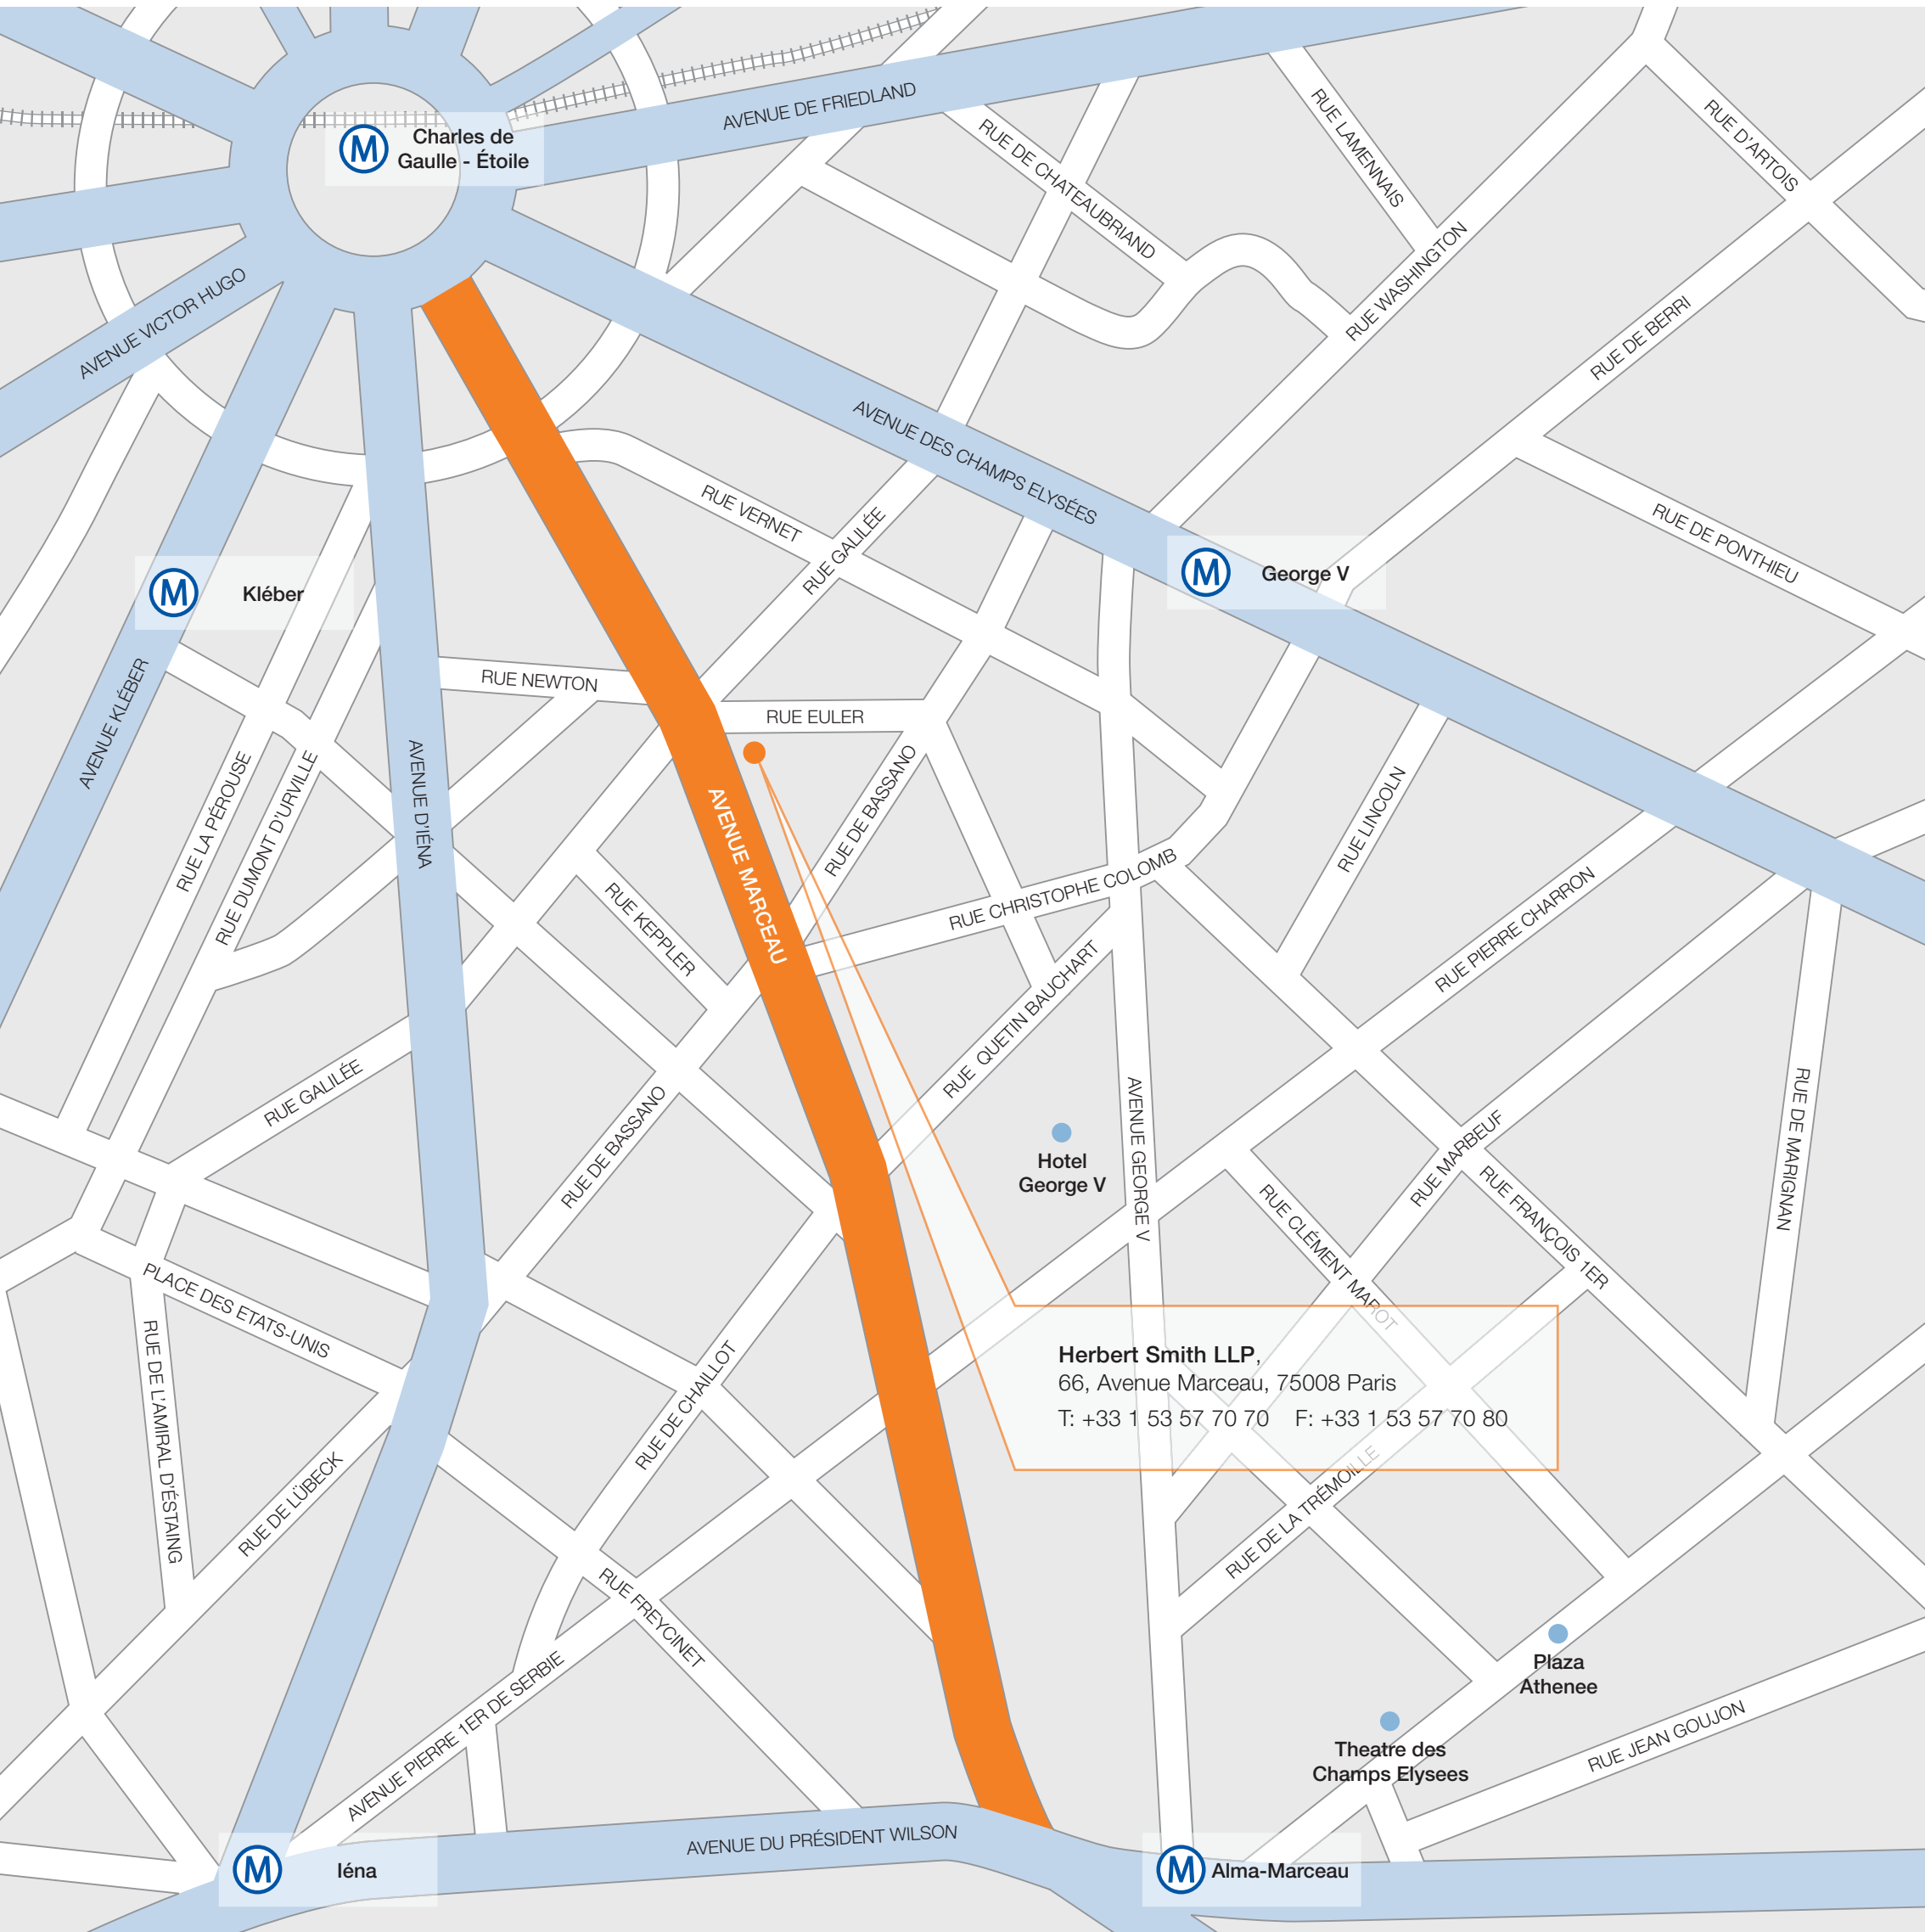 AVENUE DE FRIEDLAND
M
Charles de
Gaulle - Étoile
RUE LAMENNAIS
RUE D'ARTOIS
RUE DE CHATEAUBRIAND
RUE WASHINGTON
AVENUE VICTOR HUGO
RUE DE BERRI
AVENUE DES CHAMPS ELYSÉES
RUE VERNET
RUE GALILÉE
RUE DE PONTHIEU
M
George V
M
Kléber
AVENUE KLÉBER
RUE NEWTON
RUE EULER
AVENUE D'IÉNA
RUE LA PÉROUSE
RUE DUMONT D'URVILLE
AVENUE MARCEAU
RUE DE BASSANO
RUE LINCOLN
RUE KEPPLER
RUE CHRISTOPHE COLOMB
RUE PIERRE CHARRON
RUE QUETIN BAUCHART
RUE GALILÉE
RUE DE BASSANO
AVENUE GEORGE V
Hotel
George V
RUE MARBEUF
RUE DE MARIGNAN
RUE CLÉMENT MAROT
RUE FRANÇOIS 1ER
PLACE DES ETATS-UNIS
RUE DE L'AMIRAL D'ÉSTAING
RUE DE CHAILLOT
Herbert Smith LLP,
66, Avenue Marceau, 75008 Paris
T: +33 1 53 57 70 70 F: +33 1 53 57 70 80
RUE DE LÜBECK
RUE DE LA TRÉMOILLE
RUE FREYCINET
AVENUE PIERRE 1ER DE SERBIE
Plaza
Athenee
Theatre des
Champs Elysees
RUE JEAN GOUJON
AVENUE DU PRÉSIDENT WILSON
M
Iéna
M
Alma-Marceau